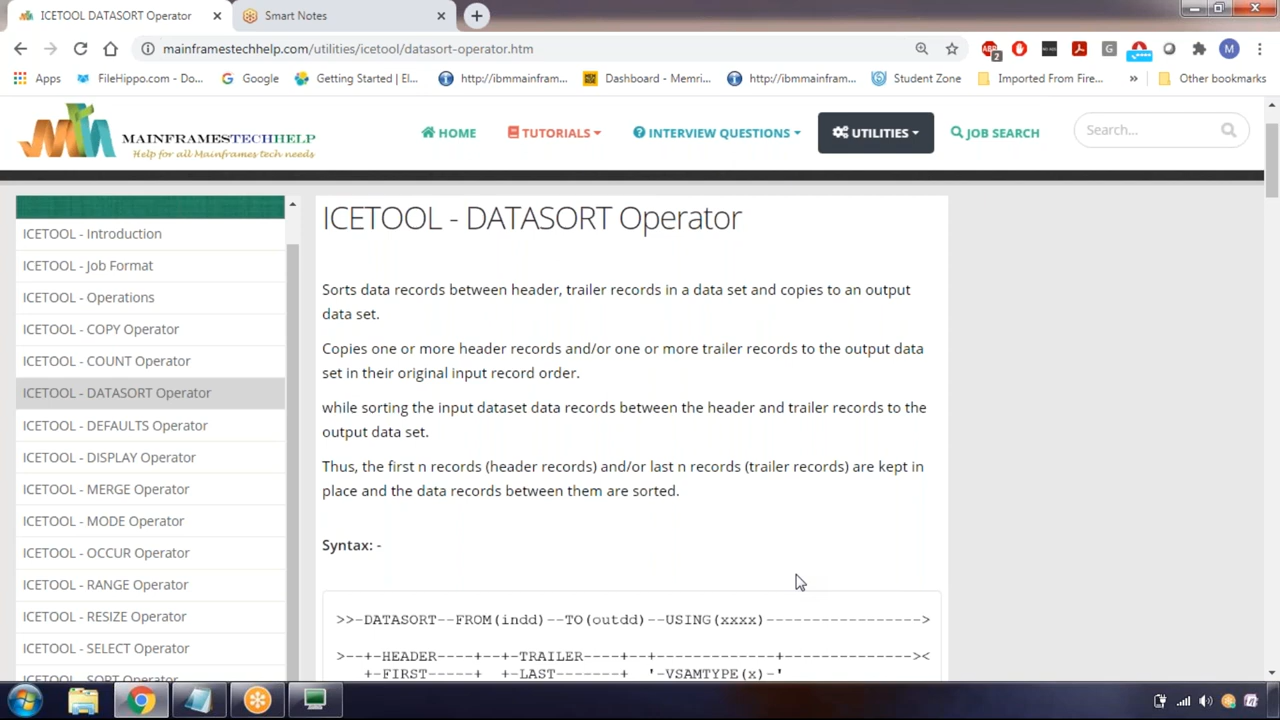 ICETOOL DATASORT Operator
Smart Notes
mainframestechhelp.com/utilities/icetool/datasort-operator.htm
Apps
FileHippo.com - Do...
Google
Getting Started | El...
http://ibmmainfram...
Dashboard - Memri...
http://ibmmainfram...
Student Zone
Imported From Fire...
»
Other bookmarks
MAINFRAMESTECHHELP
Help for all Mainframes tech needs
HOME
TUTORIALS
INTERVIEW QUESTIONS
UTILITIES
JOB SEARCH
Search...
ICETOOL - Introduction
ICETOOL - Job Format
ICETOOL - Operations
ICETOOL - COPY Operator
ICETOOL - COUNT Operator
ICETOOL - DATASORT Operator
ICETOOL - DEFAULTS Operator
ICETOOL - DISPLAY Operator
ICETOOL - MERGE Operator
ICETOOL - MODE Operator
ICETOOL - OCCUR Operator
ICETOOL - RANGE Operator
ICETOOL - RESIZE Operator
ICETOOL - SELECT Operator
ICETOOL - SORT Operator
ICETOOL - DATASORT Operator
Sorts data records between header, trailer records in a data set and copies to an output
data set.
Copies one or more header records and/or one or more trailer records to the output data
set in their original input record order.
while sorting the input dataset data records between the header and trailer records to the
output data set.
Thus, the first n records (header records) and/or last n records (trailer records) are kept in
place and the data records between them are sorted.
Syntax: -
>>-DATASORT--FROM(indd)--TO(outdd)--USING(xxxx)----------------->
>--+-HEADER----+--+-TRAILER----+--+-------------+--------------><
+-FIRST-----+ +-LAST-------+ '-VSAMTYPE(x)-'